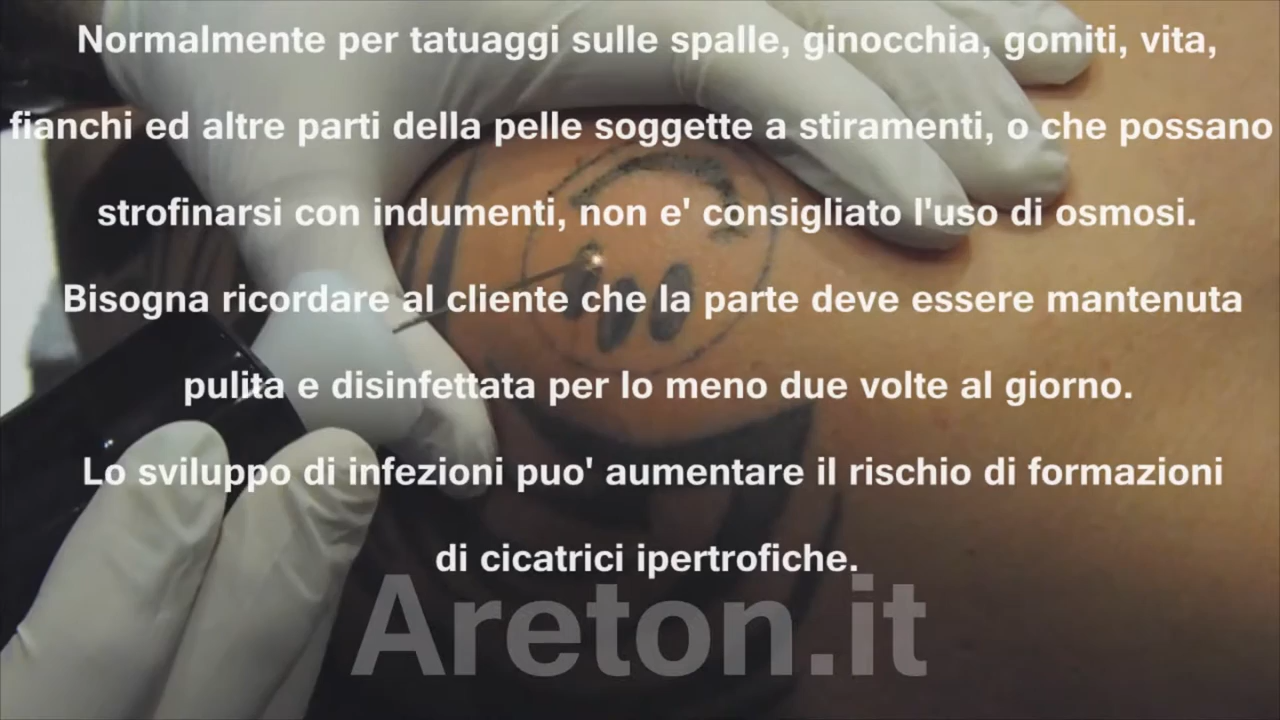 Normalmente per tatuaggi sulle spalle, ginocchia, gomiti, vita,
fianchi ed altre parti della pelle soggette a stiramenti, o che possano
strofinarsi con indumenti, non e' consigliato l'uso di osmosi.
Bisogna ricordare al cliente che la parte deve essere mantenuta
pulita e disinfettata per lo meno due volte al giorno.
Lo sviluppo di infezioni puo' aumentare il rischio di formazioni
di cicatrici ipertrofiche.
Areton.it